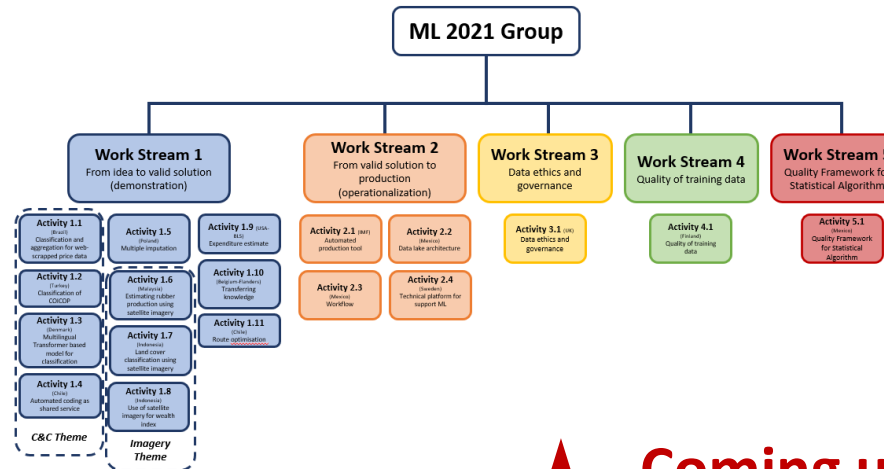 ML 2021 Group
Work Stream 1
From idea to valid solution
(demonstration)
Work Stream 2
From valid solution to
production
(operationalization)
Work Stream 3
Data ethics and
governance
Work Stream 4
Quality of training data
Work Stream
Quality Framework fo
Statistical Algorithm
Activity 1.1
(Brazil)
Classification and
aggregation for web-
scrapped price data
Activity 1.2
(Turkey)
Classification of
COICOP
Activity 1.3
(Denmark)
Multilingual
Transformer based
model for
classification
Activity 1.4
(Chile)
Automated coding as
shared service
C&C Theme
Activity 1.5
(Poland)
Multiple imputation
Activity 1.6
(Malaysia)
Estimating rubber
production using
satellite imagery
Activity 1.7
(Indonesia)
Land cover
classification using
satellite imagery
Activity 1.8
(Indonesia)
Use of satellite
imagery for wealth
index
Imagery
Theme
Activity 1.9 (USA-
BLS)
Expenditure estimate
Activity 1.10
(Belgium-Flanders)
Transferring
knowledge
Activity 1.11
(Chile)
Route optimisation
Activity 2.1 (IMF)
Automated
production tool
Activity 2.2
(Mexico)
Data lake architecture
Activity 2.3
(Mexico)
Workflow
Activity 2.4
(Sweden)
Technical platform for
support ML
Activity 3.1 (UK)
Data ethics and
governance
Activity 4.1
(Finland)
Quality of training
data
Activity 5.1
(Mexico)
Quality Framework
for Statistical
Algorithm
Coming u